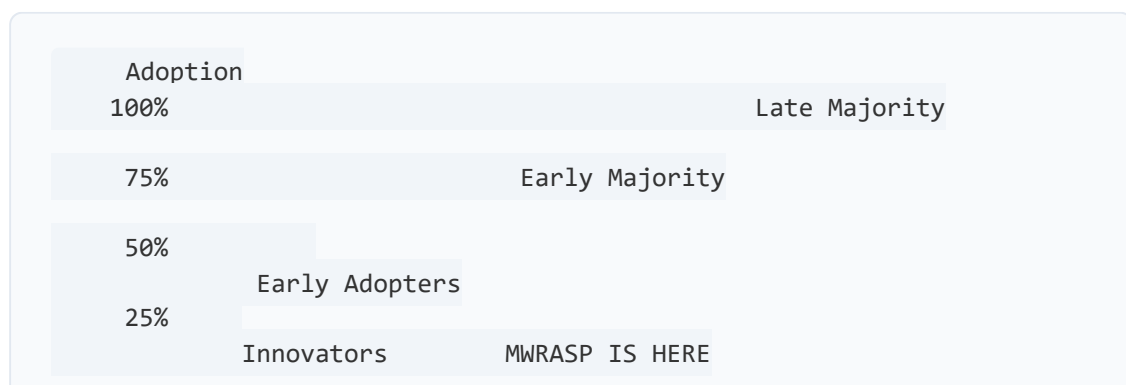 Adoption
100% Late Majority
75% Early Majority
50%
Early Adopters
25%
Innovators MWRASP IS HERE